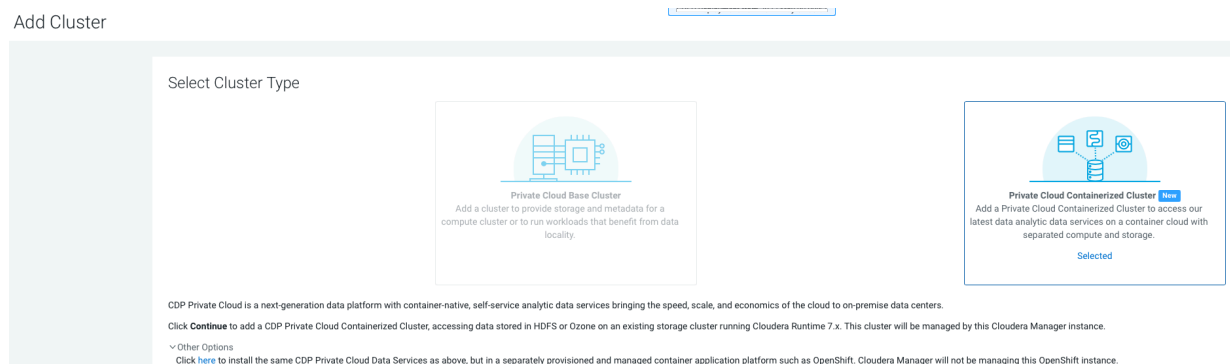 Add Cluster
Select Cluster Type
Private Cloud Base Cluster
Add a cluster to provide storage and metadata for a
compute cluster or to run workloads that benefit from data
locality.
Private Cloud Containerized Cluster New
Add a Private Cloud Containerized Cluster to access our
latest data analytic data services on a container cloud with
separated compute and storage.
Selected
CDP Private Cloud is a next-generation data platform with container-native, self-service analytic data services bringing the speed, scale, and economics of the cloud to on-premise data centers.
Click Continue to add a CDP Private Cloud Containerized Cluster, accessing data stored in HDFS or Ozone on an existing storage cluster running Cloudera Runtime 7.x. This cluster will be managed by this Cloudera Manager instance.
Other Options
Click here to install the same CDP Private Cloud Data Services as above, but in a separately provisioned and managed container application platform such as OpenShift. Cloudera Manager will not be managing this OpenShift instance.